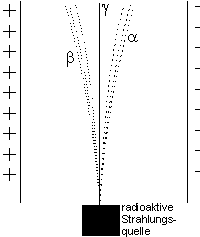 γ
β
α
radioaktive
Strahlungs-
quelle